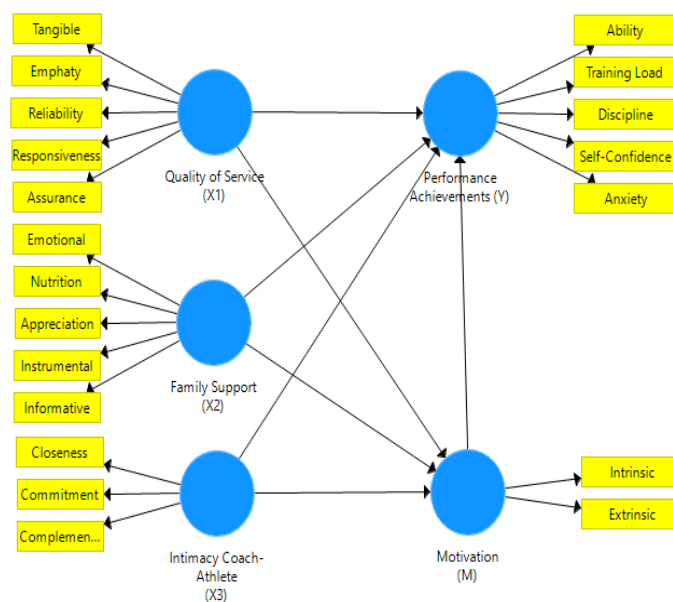 Tangible
Emphaty
Reliability
Responsiveness
Assurance
Quality of Service
(X1)
Ability
Training Load
Discipline
Self-Confidence
Anxiety
Performance
Achievements (Y)
Emotional
Nutrition
Appreciation
Instrumental
Informative
Family Support
(X2)
Closeness
Commitment
Complemen...
Intimacy Coach-
Athlete
(X3)
Intrinsic
Extrinsic
Motivation
(M)